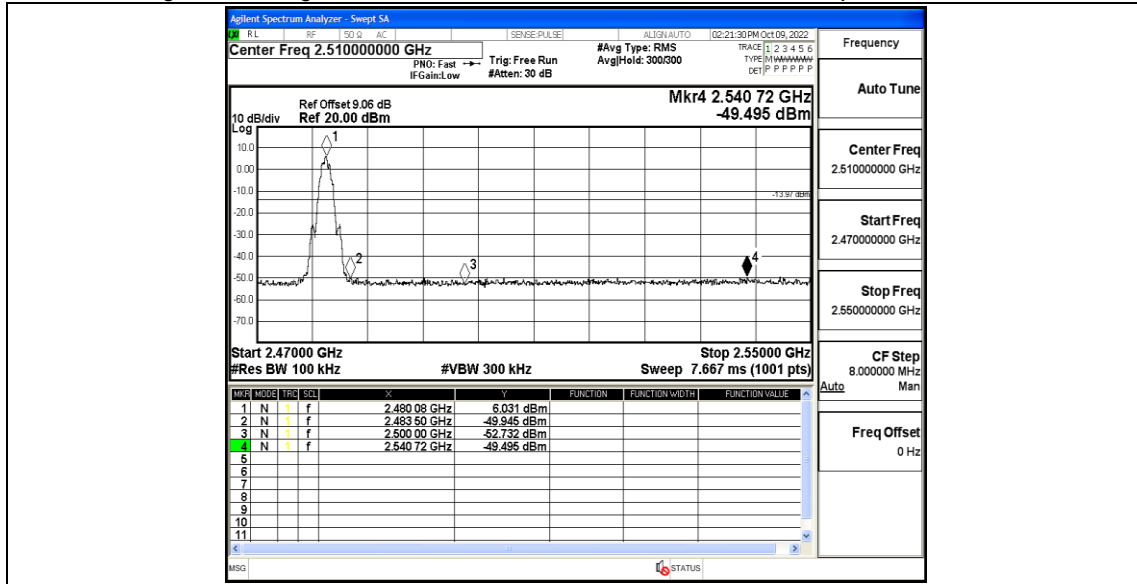 Agilent Spectrum Analyzer - Swept SA
RL RF 50 Ω AC SENSE:PULSE ALIGNAUTO 02:21:30 PM Oct 09, 2022
Center Freq 2.510000000 GHz #Avg Type: RMS TRACE 1 2 3 4 5 6
PNO: Fast Trig: Free Run Avg|Hold: 300/300 TYPE MWWWWW
IFGain:Low #Atten: 30 dB DET P P P P P P
Mkr4 2.540 72 GHz
Ref Offset 9.06 dB
10 dB/div Ref 20.00 dBm -49.495 dBm
Log
1
10.0
0.00
-10.0
-13.97 dBm
-20.0
-30.0
-40.0
2 3 4
-50.0
-60.0
-70.0
Start 2.47000 GHz Stop 2.55000 GHz
#Res BW 100 kHz #VBW 300 kHz Sweep 7.667 ms (1001 pts)
MKR MODE TRC SCL X Y FUNCTION FUNCTION WIDTH FUNCTION VALUE
1 N 1 f 2.480 08 GHz 6.031 dBm
2 N 1 f 2.483 50 GHz -49.945 dBm
3 N 1 f 2.500 00 GHz -52.732 dBm
4 N 1 f 2.540 72 GHz -49.495 dBm
5
6
7
8
9
10
11
MSG STATUS
Frequency
Auto Tune
Center Freq
2.510000000 GHz
Start Freq
2.470000000 GHz
Stop Freq
2.550000000 GHz
CF Step
8.000000 MHz
Auto Man
Freq Offset
0 Hz